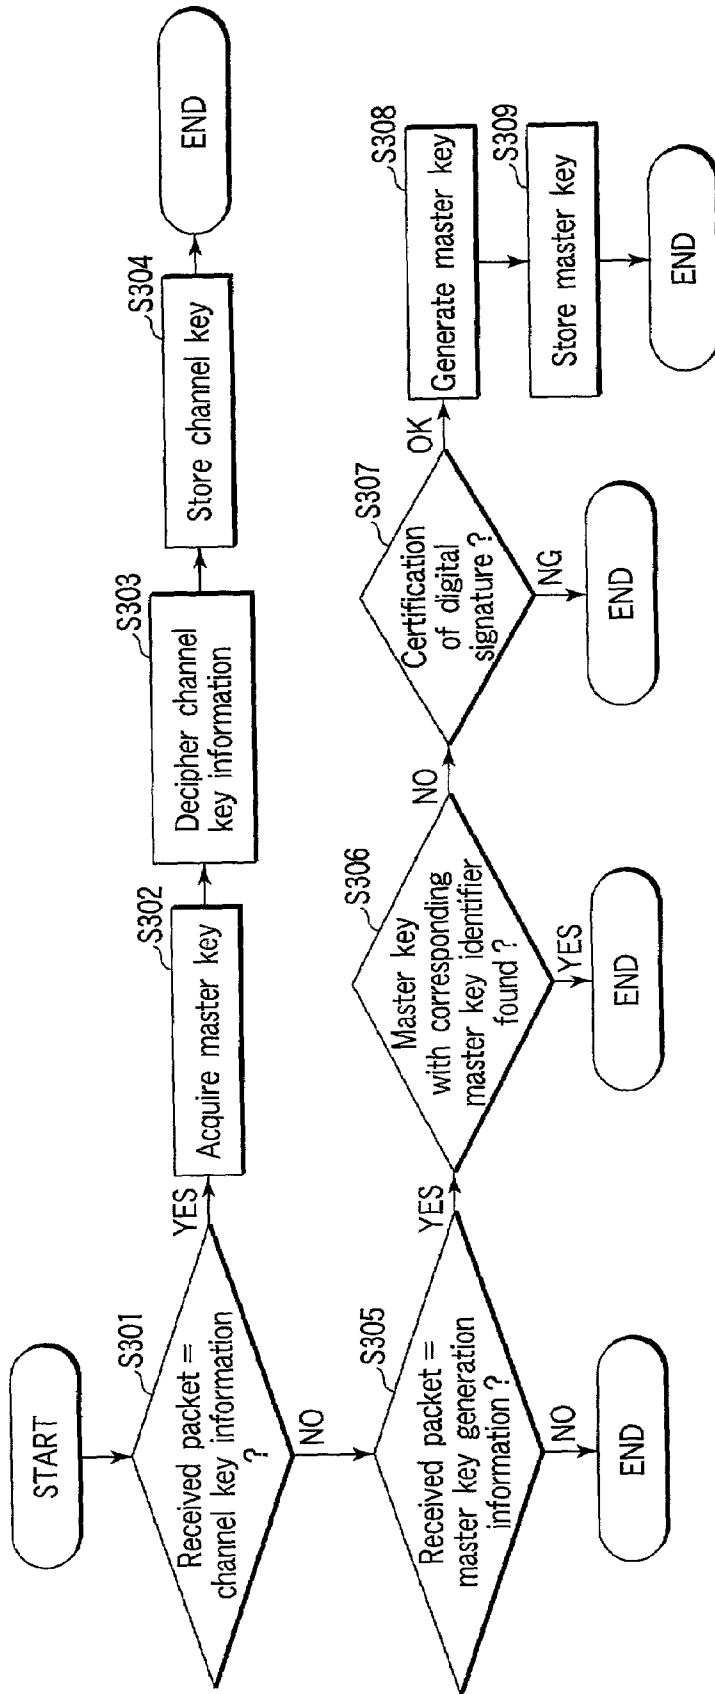 START
S301
Received packet =
channel key information
?
YES
NO
S302
Acquire master key
S303
Decipher channel
key information
S304
Store channel key
END
S305
Received packet =
master key generation
information ?
YES
NO
END
S306
Master key
with corresponding
master key identifier
found ?
NO
YES
END
S307
Certification
of digital
signature ?
OK
NG
END
S308
Generate master key
S309
Store master key
END